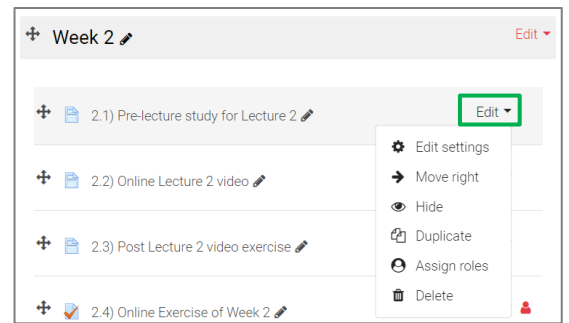 Week 2
Edit
2.1) Pre-lecture study for Lecture 2
Edit
Edit settings
Move right
2.2) Online Lecture 2 video
Hide
Duplicate
2.3) Post Lecture 2 video exercise
Assign roles
Delete
2.4) Online Exercise of Week 2